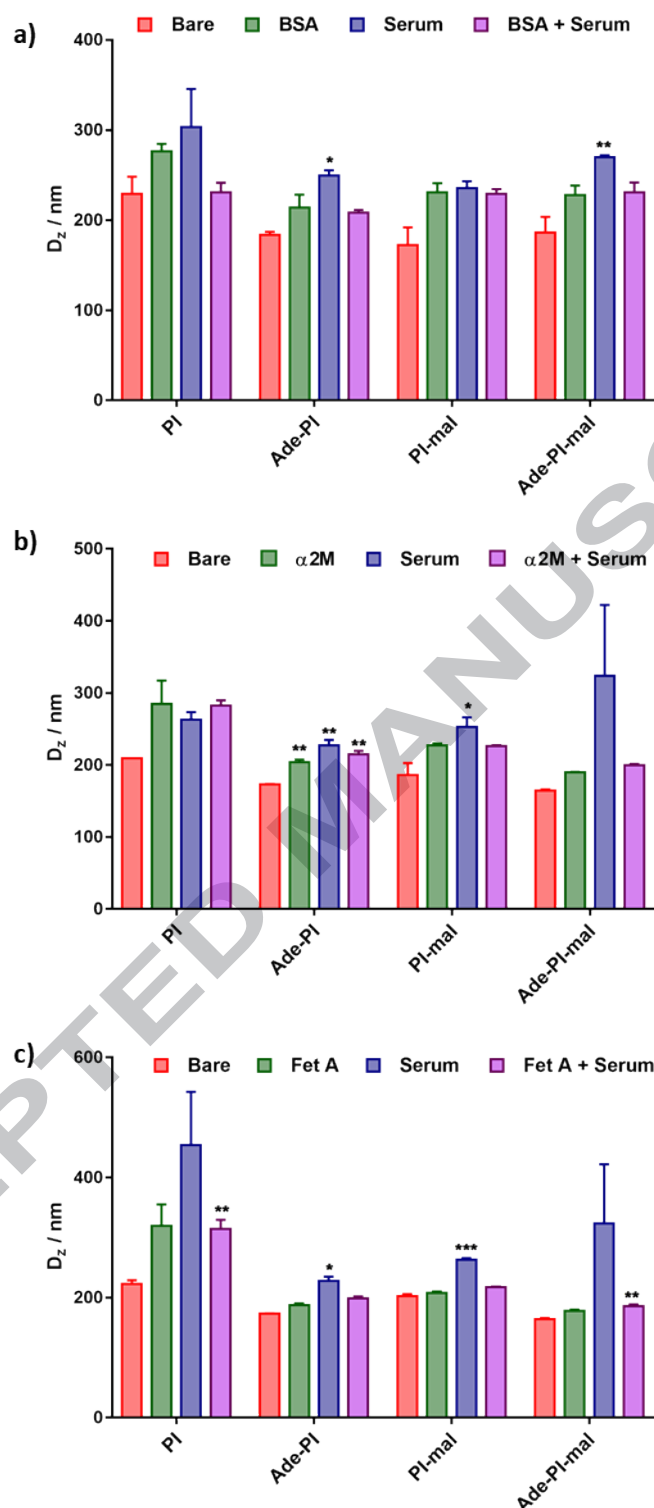 a)
Bare BSA Serum BSA + Serum
400
300
200
100
0
D_z / nm
*
**
PI
Ade-PI
PI-mal
Ade-PI-mal
b)
Bare α2M Serum α2M + Serum
500
400
300
200
100
0
D_z / nm
**
**
**
*
PI
Ade-PI
PI-mal
Ade-PI-mal
c)
Bare Fet A Serum Fet A + Serum
600
400
200
0
D_z / nm
**
*
***
**
PI
Ade-PI
PI-mal
Ade-PI-mal
PTED MANUSC